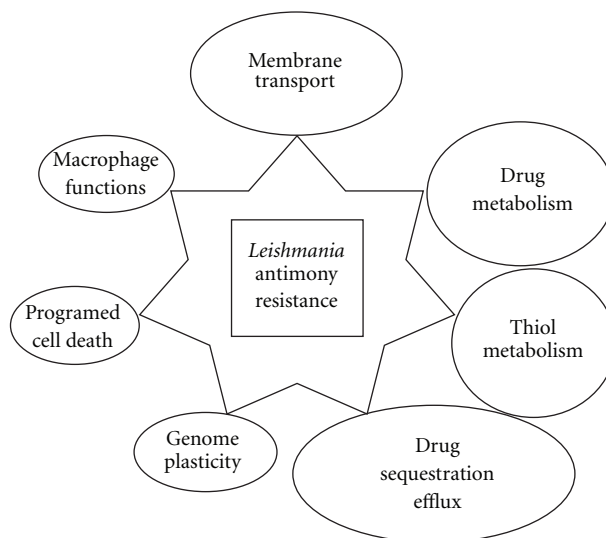 Membrane
transport
Drug
metabolism
Thiol
metabolism
Drug
sequestration
efflux
Genome
plasticity
Programed
cell death
Macrophage
functions
Leishmania
antimony
resistance